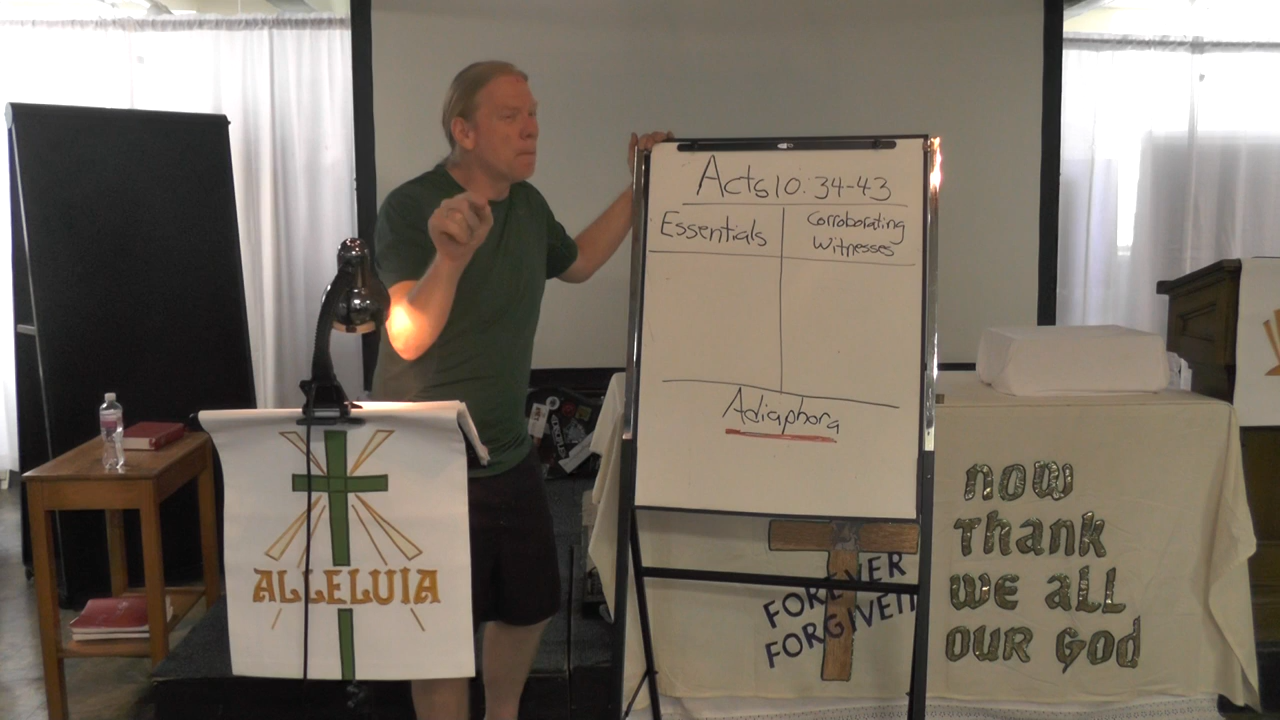 Acts 10:34-43
Essentials
Corroborating
Witnesses
Adiaphora
ALLELUIA
FOREVER
FORGIVEN
now
Thank
we all
our God